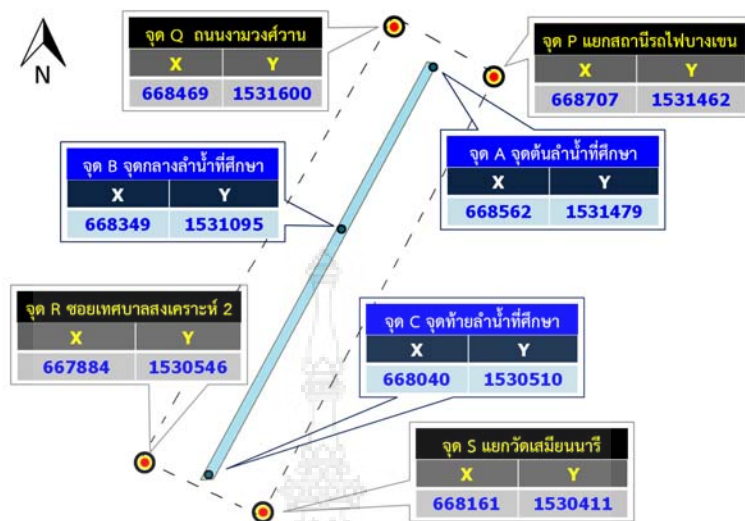 จุด Q ถนนงามวงศ์วาน
X Y
668469 1531600
จุด P แยกสถานีรถไฟบางเขน
X Y
668707 1531462
N
จุด B จุดกลางลำน้ำที่ศึกษา
X Y
668349 1531095
จุด A จุดต้นลำน้ำที่ศึกษา
X Y
668562 1531479
จุด R ซอยเทศบาลสงเคราะห์ 2
X Y
667884 1530546
จุด C จุดท้ายลำน้ำที่ศึกษา
X Y
668040 1530510
จุด S แยกวัดเสมียนนารี
X Y
668161 1530411